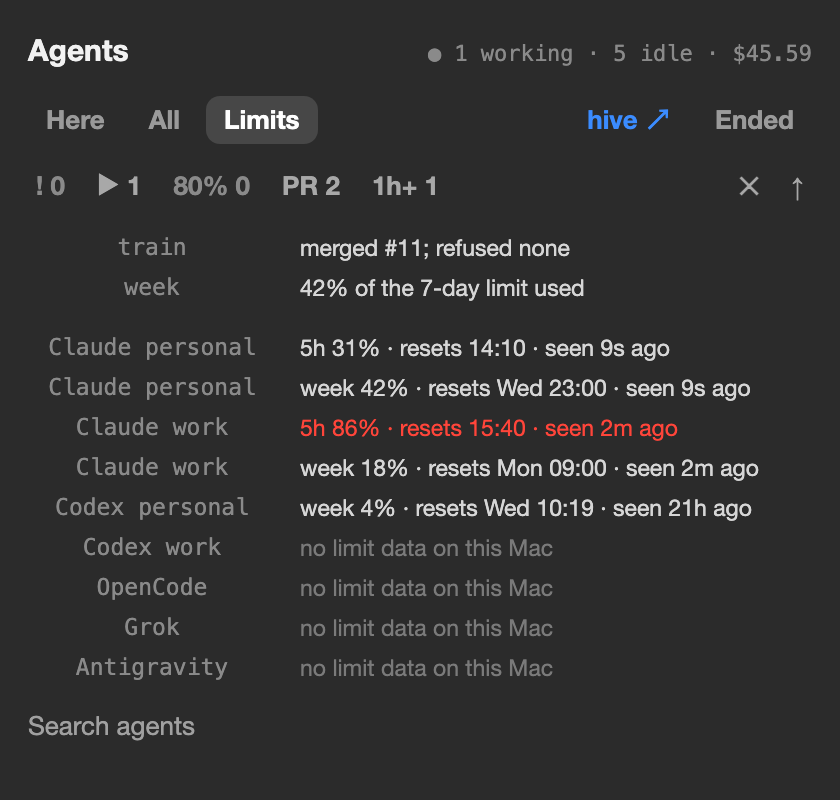 Agents ● 1 working · 5 idle · $45.59
Here All Limits hive ↗ Ended
! 0 ▶ 1 80% 0 PR 2 1h+ 1 × ↑
train merged #11; refused none
week 42% of the 7-day limit used
Claude personal 5h 31% · resets 14:10 · seen 9s ago
Claude personal week 42% · resets Wed 23:00 · seen 9s ago
Claude work 5h 86% · resets 15:40 · seen 2m ago
Claude work week 18% · resets Mon 09:00 · seen 2m ago
Codex personal week 4% · resets Wed 10:19 · seen 21h ago
Codex work no limit data on this Mac
OpenCode no limit data on this Mac
Grok no limit data on this Mac
Antigravity no limit data on this Mac
Search agents